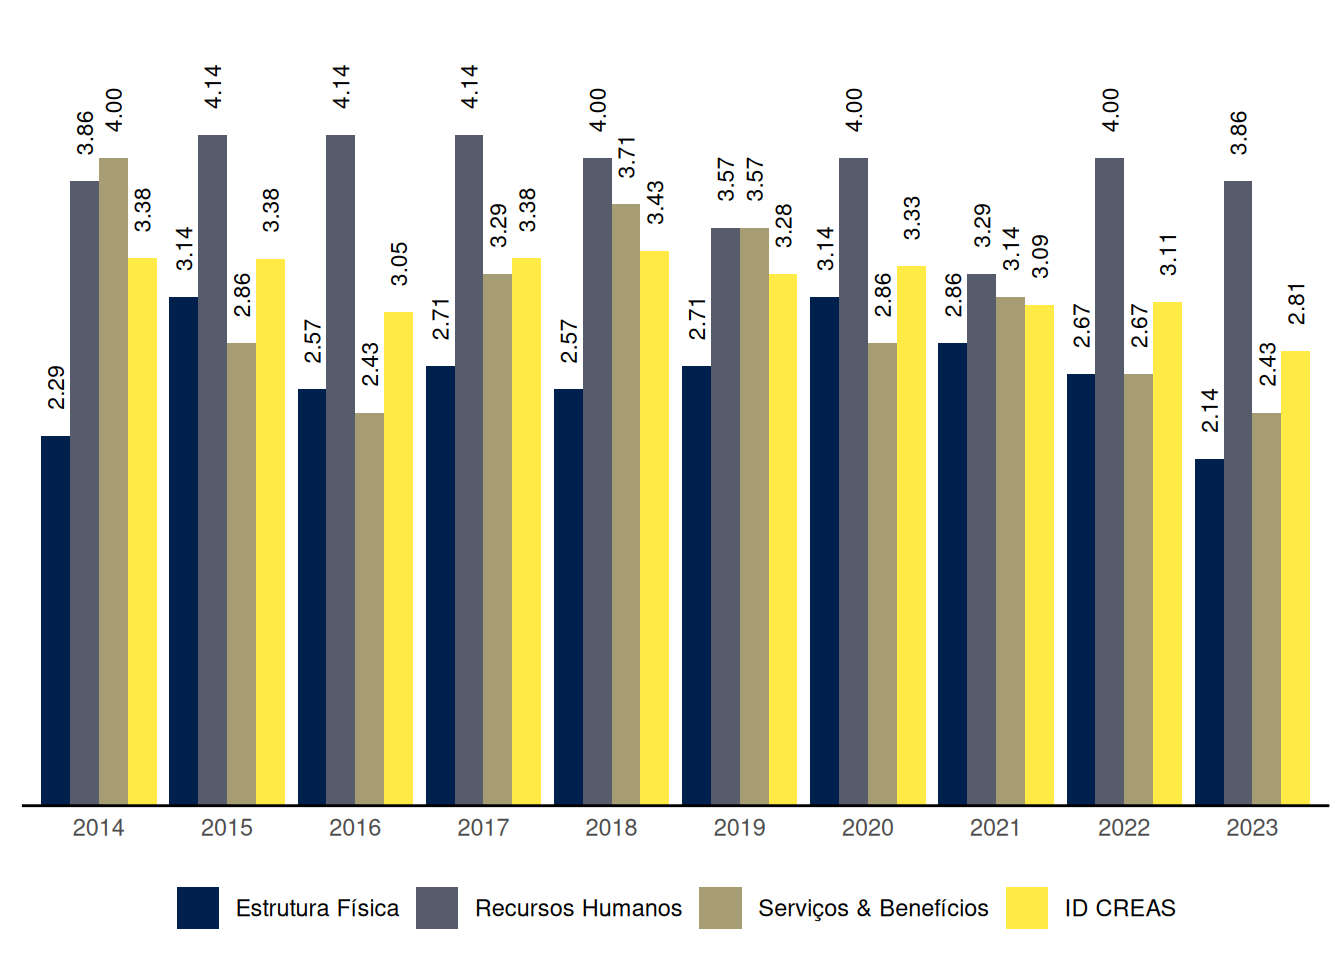 2.29 3.86 4.00 3.38
3.14 4.14 2.86 3.38
2.57 4.14 2.43 3.05
2.71 4.14 3.29 3.38
2.57 4.00 3.71 3.43
2.71 3.57 3.57 3.28
3.14 4.00 2.86 3.33
2.86 3.29 3.14 3.09
2.67 4.00 2.67 3.11
2.14 3.86 2.43 2.81
2014 2015 2016 2017 2018 2019 2020 2021 2022 2023
Estrutura Física Recursos Humanos Serviços & Benefícios ID CREAS